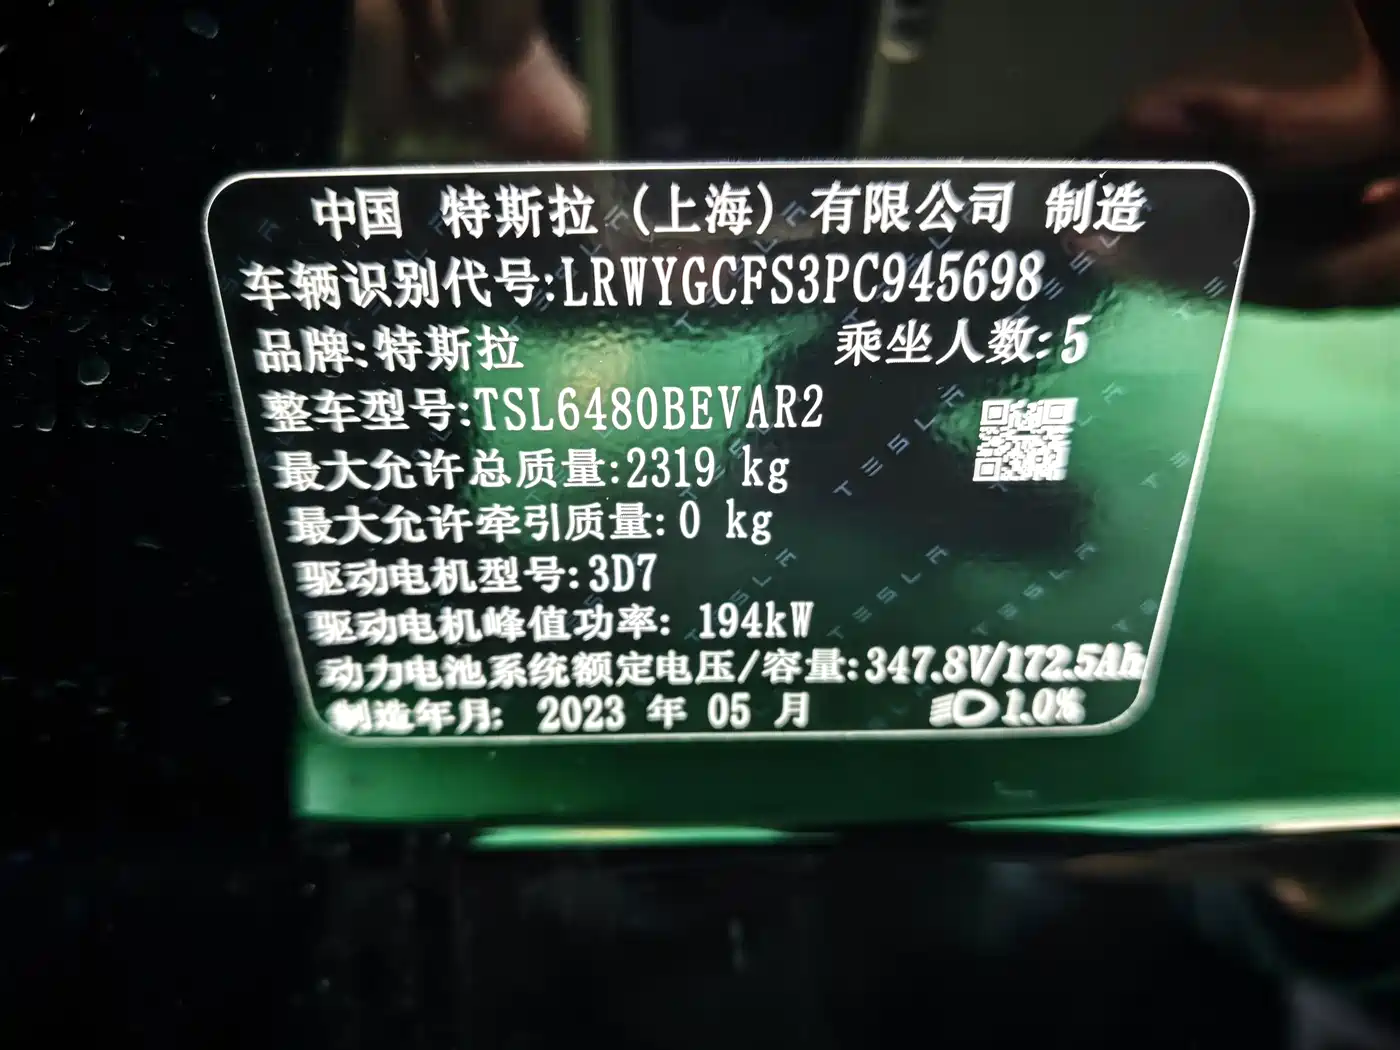 中国 特斯拉 (上海) 有限公司 制造
车辆识别代号:LRWYGCFS3PC945698
品牌:特斯拉 乘坐人数:5
整车型号:TSL6480BEVAR2
最大允许总质量:2319 kg
最大允许牵引质量: 0 kg
驱动电机型号:3D7
驱动电机峰值功率: 194kW
动力电池系统额定电压/容量:347.8V/172.5Ah
制造年月: 2023 年 05 月 1.0%
TESLA